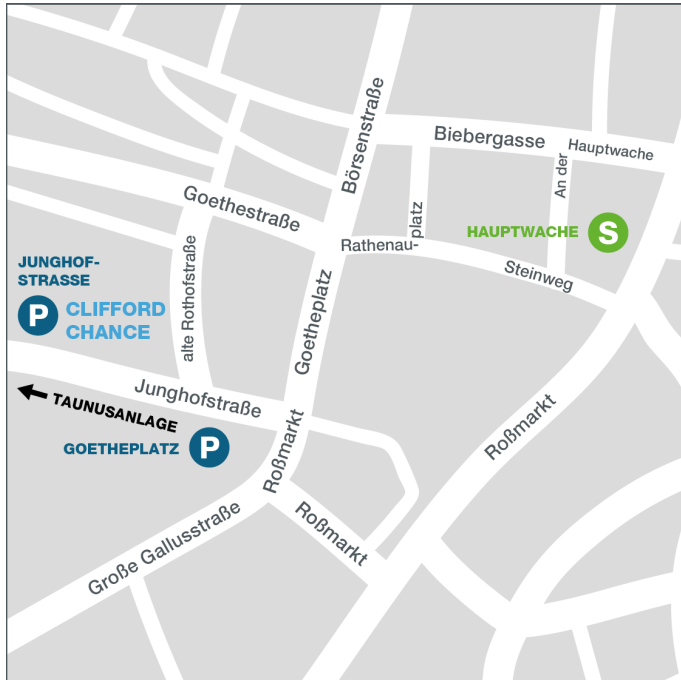 Börsenstraße
Biebergasse
Hauptwache
An der
Goethestraße
Rathenau-
platz
HAUPTWACHE
S
Steinweg
alte Rothofstraße
Goetheplatz
JUNGHOF-
STRASSE
P
CLIFFORD
CHANCE
Junghofstraße
TAUNUSANLAGE
GOETHEPLATZ
P
Roßmarkt
Roßmarkt
Roßmarkt
Große Gallusstraße